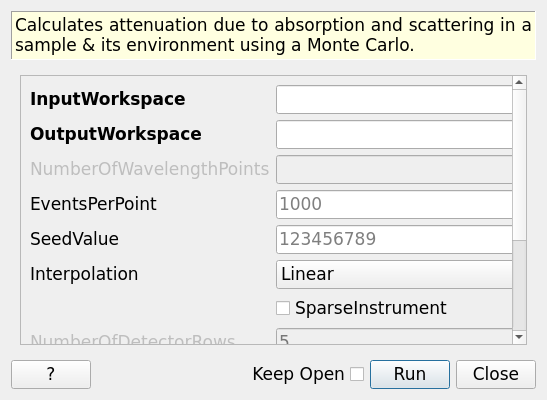 Calculates attenuation due to absorption and scattering in a
sample & its environment using a Monte Carlo.
InputWorkspace
OutputWorkspace
NumberOfWavelengthPoints
EventsPerPoint 1000
SeedValue 123456789
Interpolation Linear
SparseInstrument
NumberOfDetectorRows 5
? Keep Open Run Close